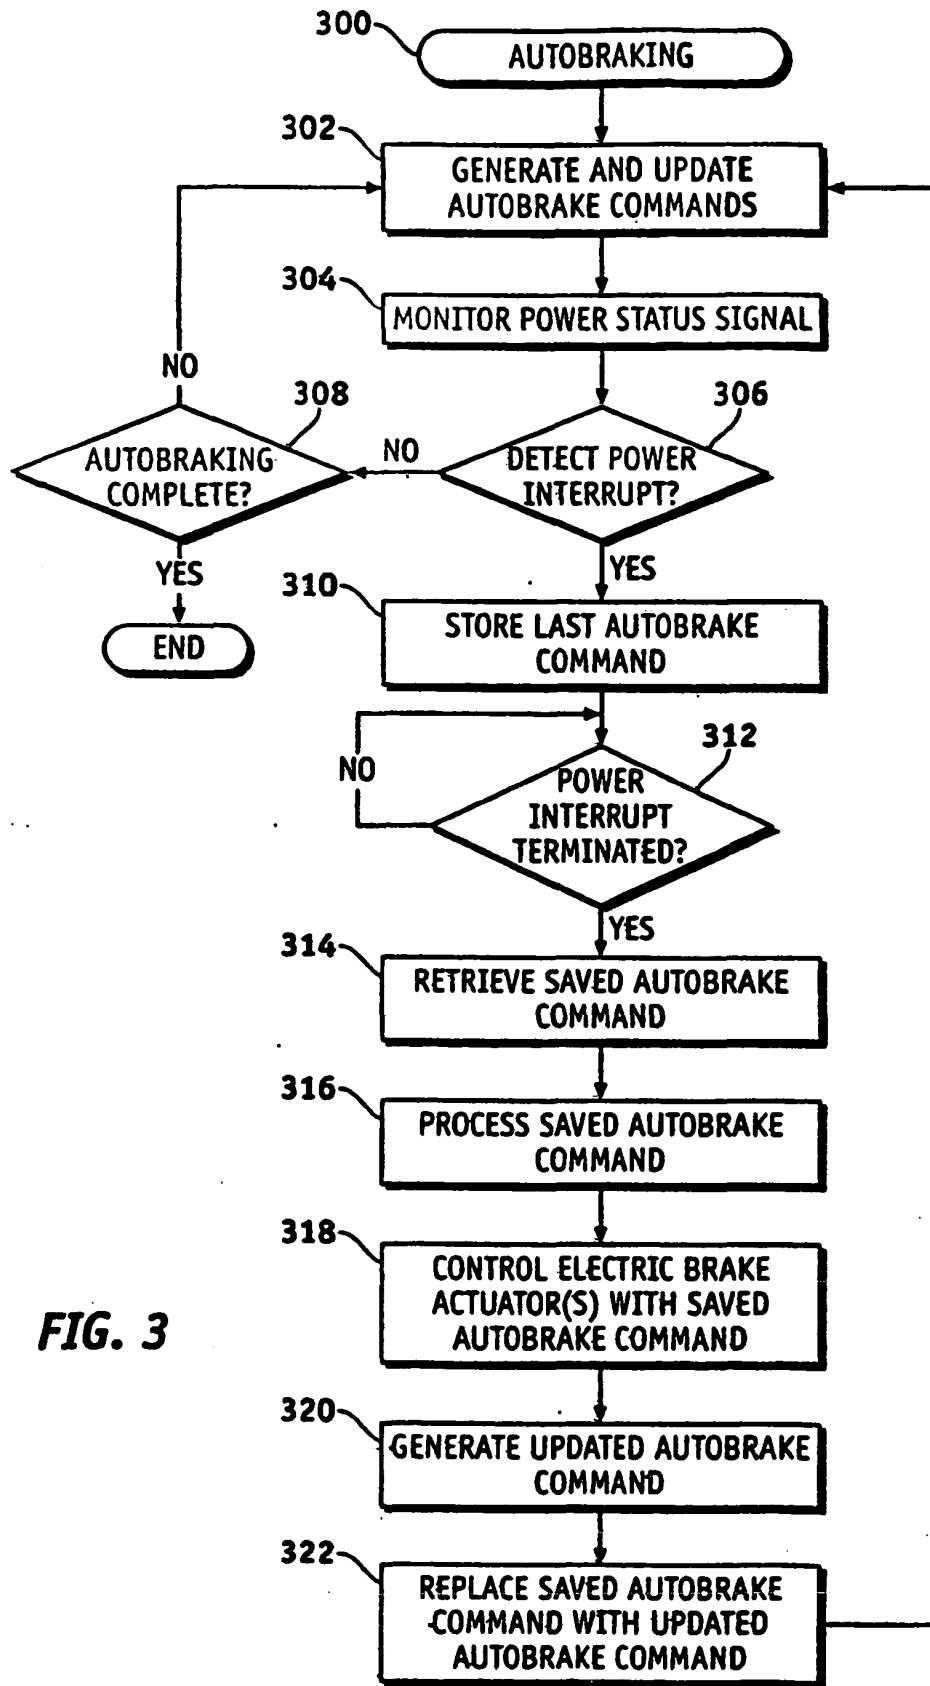 300
AUTOBRAKING
302
GENERATE AND UPDATE
AUTOBRAKE COMMANDS
304
MONITOR POWER STATUS SIGNAL
NO
308
306
AUTOBRAKING
COMPLETE?
NO
DETECT POWER
INTERRUPT?
YES
YES
310
END
STORE LAST AUTOBRAKE
COMMAND
312
NO
POWER
INTERRUPT
TERMINATED?
YES
314
RETRIEVE SAVED AUTOBRAKE
COMMAND
316
PROCESS SAVED AUTOBRAKE
COMMAND
318
CONTROL ELECTRIC BRAKE
ACTUATOR(S) WITH SAVED
AUTOBRAKE COMMAND
FIG. 3
320
GENERATE UPDATED AUTOBRAKE
COMMAND
322
REPLACE SAVED AUTOBRAKE
COMMAND WITH UPDATED
AUTOBRAKE COMMAND